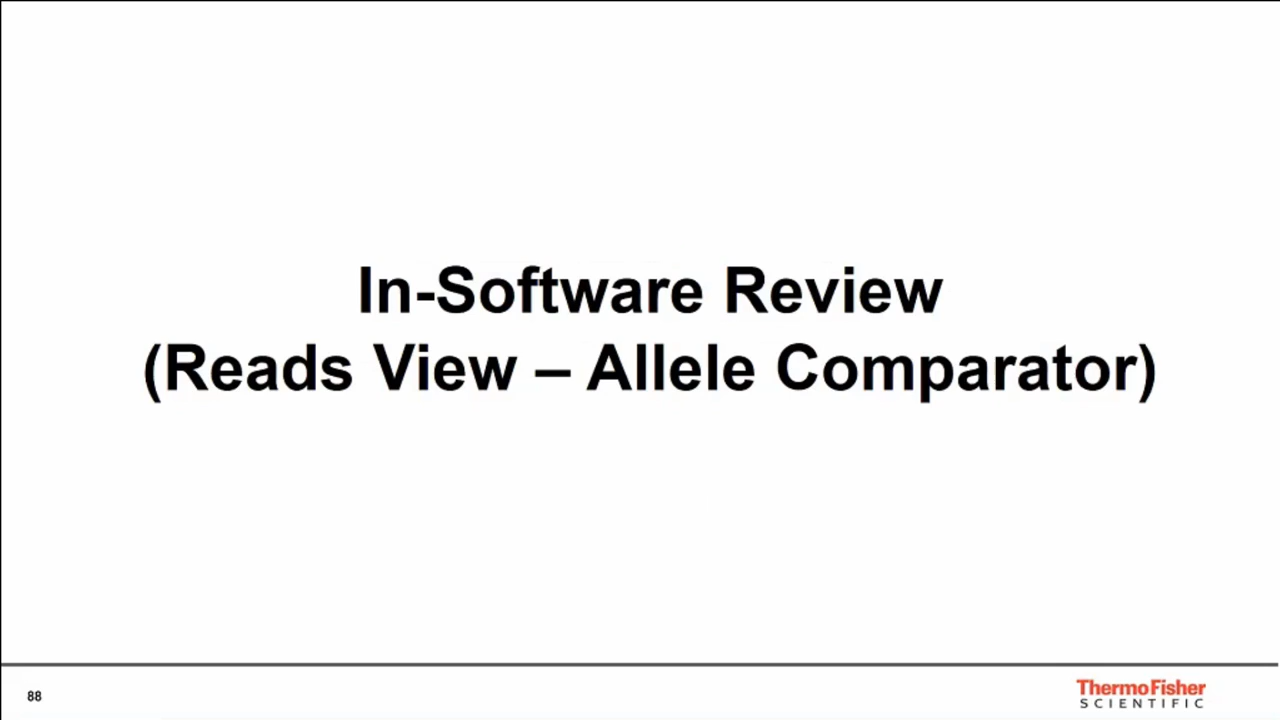 In-Software Review
(Reads View – Allele Comparator)
88
ThermoFisher
SCIENTIFIC